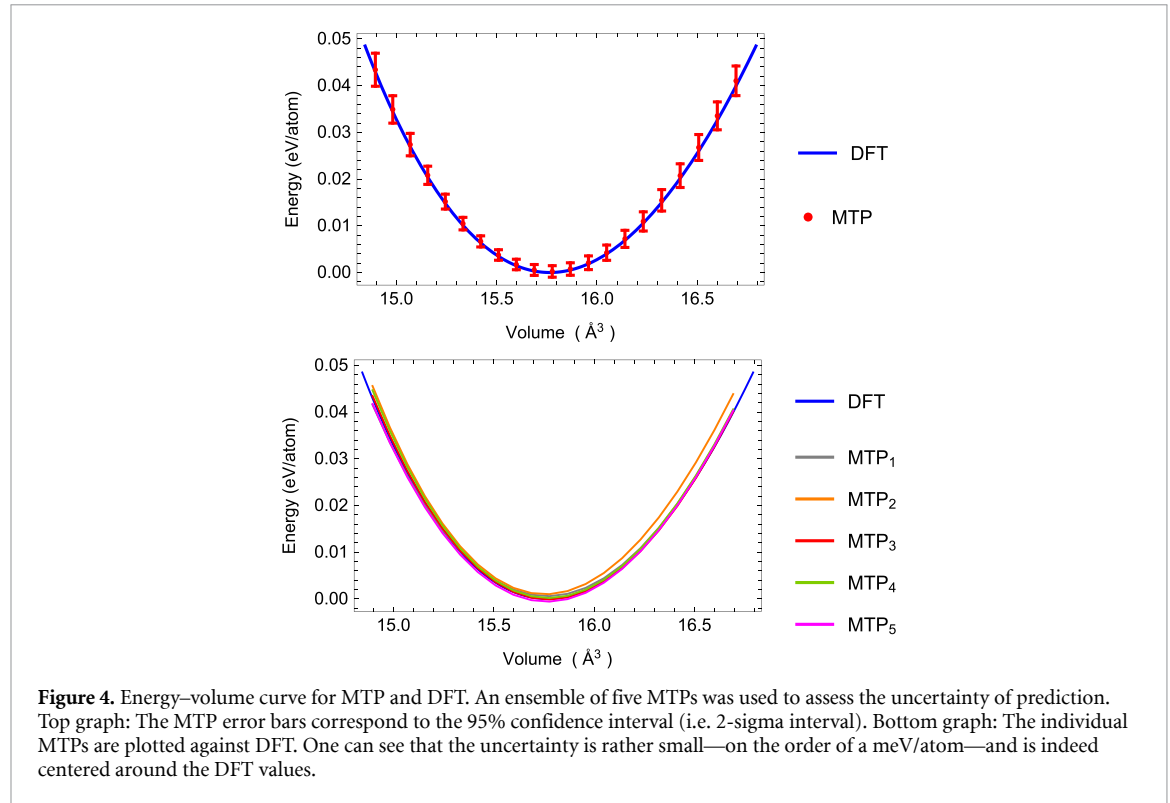 0.05
0.04
0.03
0.02
0.01
0.00
Energy (eV/atom)
15.0 15.5 16.0 16.5
Volume ( Å³ )
DFT
MTP
0.05
0.04
0.03
0.02
0.01
0.00
Energy (eV/atom)
15.0 15.5 16.0 16.5
Volume ( Å³ )
DFT
MTP₁
MTP₂
MTP₃
MTP₄
MTP₅
Figure 4. Energy–volume curve for MTP and DFT. An ensemble of five MTPs was used to assess the uncertainty of prediction.
Top graph: The MTP error bars correspond to the 95% confidence interval (i.e. 2-sigma interval). Bottom graph: The individual
MTPs are plotted against DFT. One can see that the uncertainty is rather small—on the order of a meV/atom—and is indeed
centered around the DFT values.